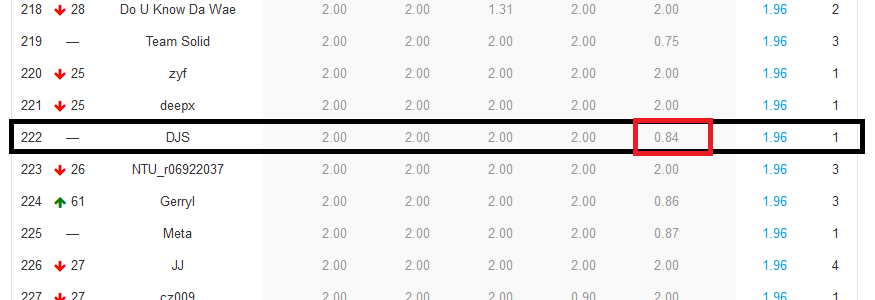 218 28 Do U Know Da Wae 2.00 2.00 1.31 2.00 2.00 1.96 2
219 — Team Solid 2.00 2.00 2.00 2.00 0.75 1.96 3
220 25 zyf 2.00 2.00 2.00 2.00 2.00 1.96 1
221 25 deepx 2.00 2.00 2.00 2.00 2.00 1.96 1
222 — DJS 2.00 2.00 2.00 2.00 0.84 1.96 1
223 26 NTU_r06922037 2.00 2.00 2.00 2.00 2.00 1.96 3
224 61 Gerryl 2.00 2.00 2.00 2.00 0.86 1.96 3
225 — Meta 2.00 2.00 2.00 2.00 0.87 1.96 1
226 27 JJ 2.00 2.00 2.00 2.00 2.00 1.96 4
227 27 cz009 2.00 2.00 2.00 0.90 2.00 1.96 1